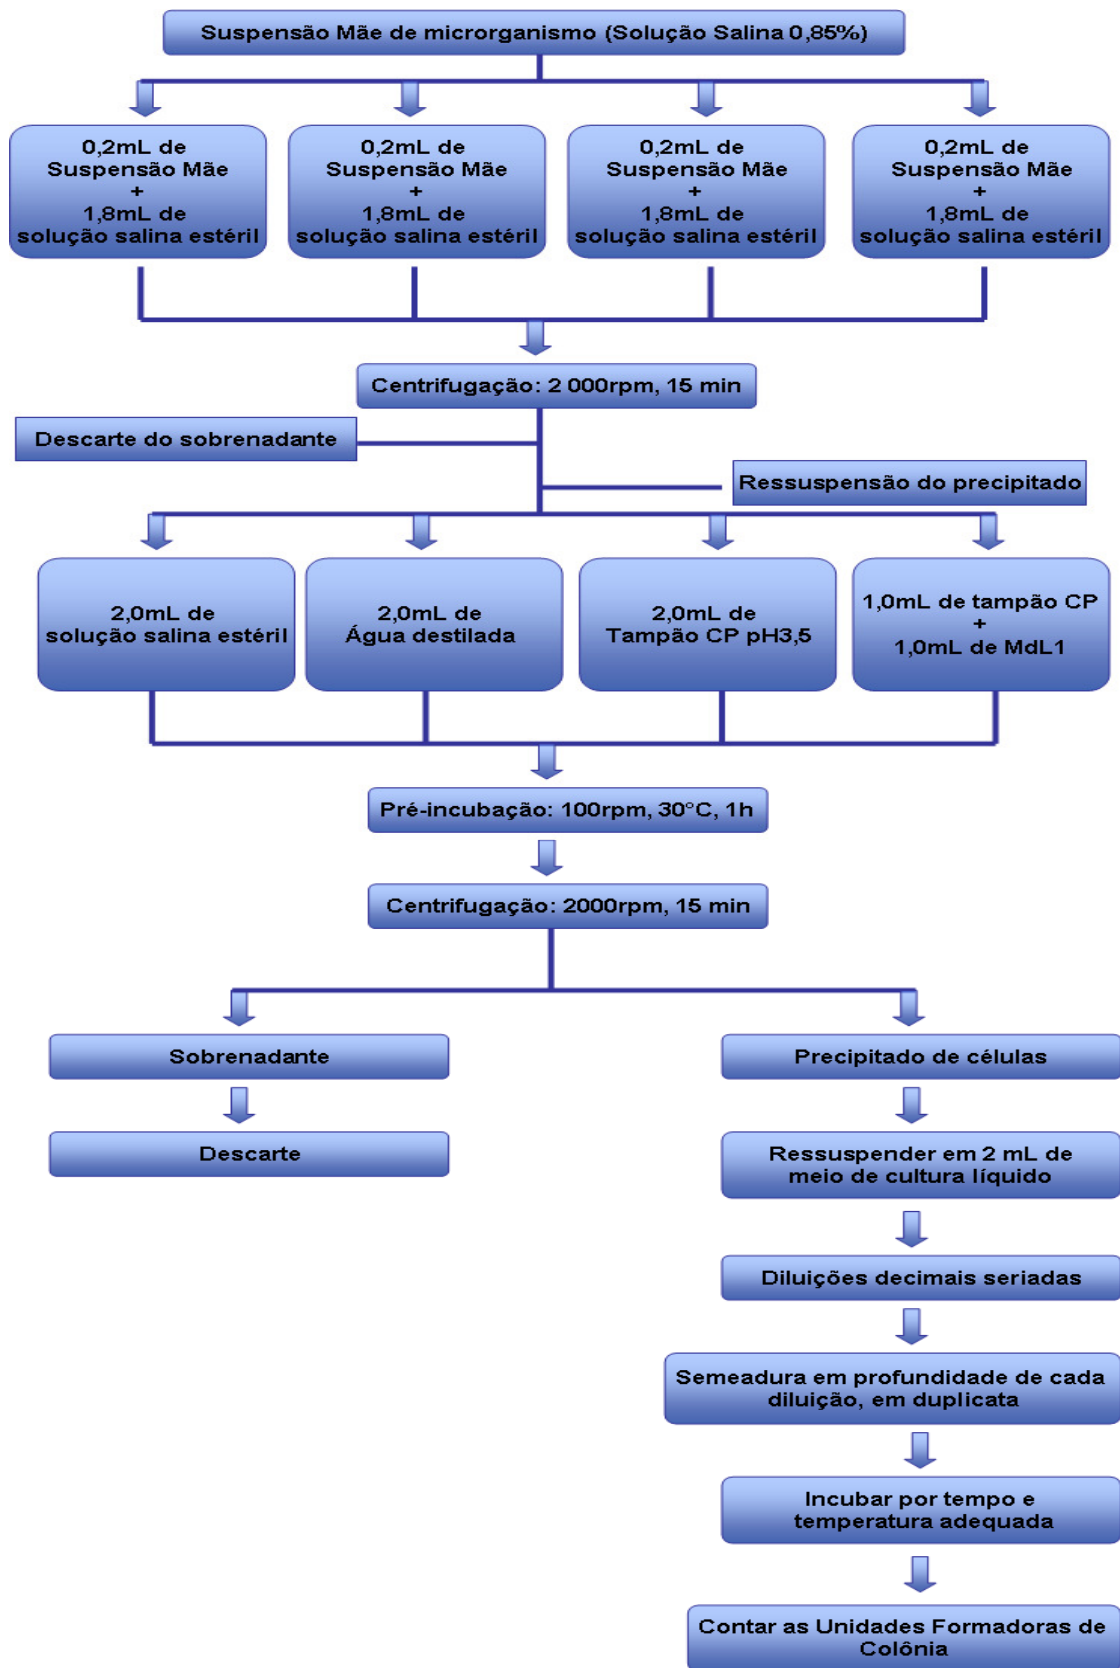 Suspensão Mãe de microrganismo (Solução Salina 0,85%)
0,2mL de
Suspensão Mãe
+
1,8mL de
solução salina estéril
0,2mL de
Suspensão Mãe
+
1,8mL de
solução salina estéril
0,2mL de
Suspensão Mãe
+
1,8mL de
solução salina estéril
0,2mL de
Suspensão Mãe
+
1,8mL de
solução salina estéril
Centrifugação: 2 000rpm, 15 min
Descarte do sobrenadante
Ressuspensão do precipitado
2,0mL de
solução salina estéril
2,0mL de
Água destilada
2,0mL de
Tampão CP pH3,5
1,0mL de tampão CP
+
1,0mL de MdL1
Pré-incubação: 100rpm, 30°C, 1h
Centrifugação: 2000rpm, 15 min
Sobrenadante
Precipitado de células
Descarte
Ressuspender em 2 mL de
meio de cultura líquido
Diluições decimais seriadas
Semeadura em profundidade de cada
diluição, em duplicata
Incubar por tempo e
temperatura adequada
Contar as Unidades Formadoras de
Colônia